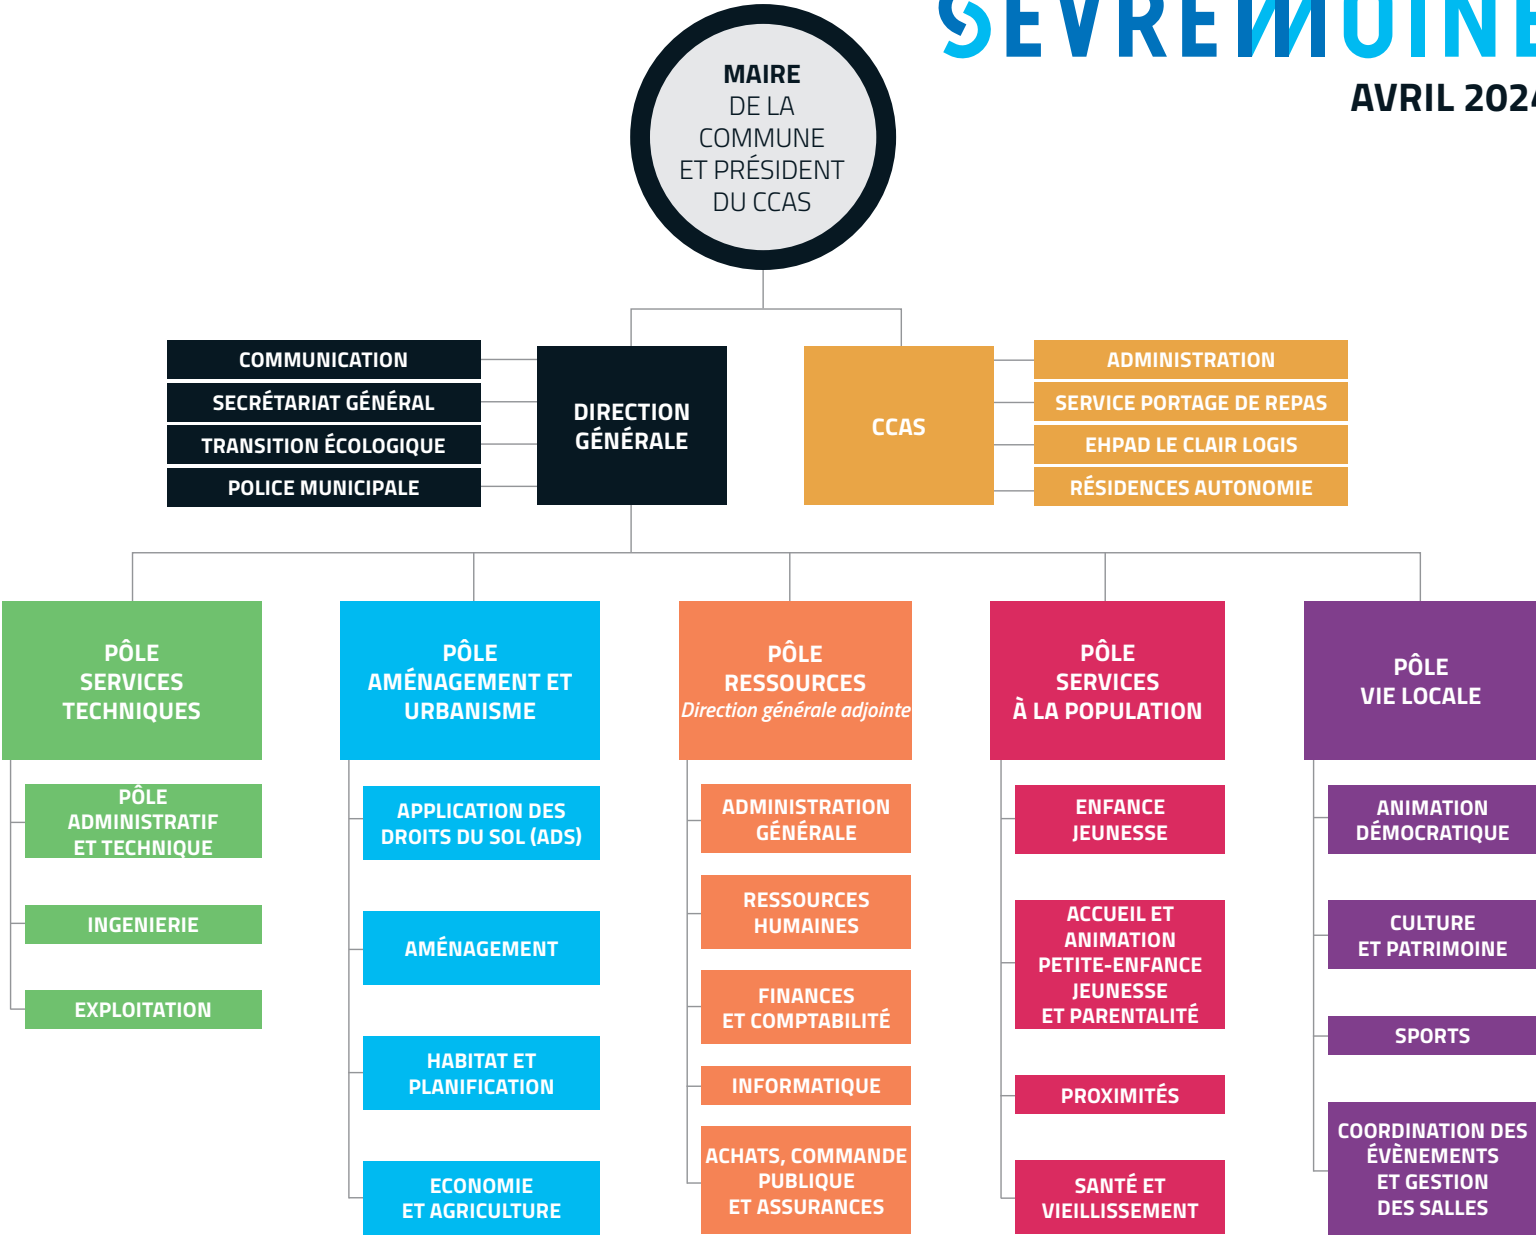 SEVREMOINE
AVRIL 2024
MAIRE
DE LA
COMMUNE
ET PRÉSIDENT
DU CCAS
COMMUNICATION
SECRÉTARIAT GÉNÉRAL
TRANSITION ÉCOLOGIQUE
POLICE MUNICIPALE
DIRECTION
GÉNÉRALE
CCAS
ADMINISTRATION
SERVICE PORTAGE DE REPAS
EHPAD LE CLAIR LOGIS
RÉSIDENCES AUTONOMIE
PÔLE
SERVICES
TECHNIQUES
PÔLE
ADMINISTRATIF
ET TECHNIQUE
INGENIERIE
EXPLOITATION
PÔLE
AMÉNAGEMENT ET
URBANISME
APPLICATION DES
DROITS DU SOL (ADS)
AMÉNAGEMENT
HABITAT ET
PLANIFICATION
ECONOMIE
ET AGRICULTURE
PÔLE
RESSOURCES
Direction générale adjointe
ADMINISTRATION
GÉNÉRALE
RESSOURCES
HUMAINES
FINANCES
ET COMPTABILITÉ
INFORMATIQUE
ACHATS, COMMANDE
PUBLIQUE
ET ASSURANCES
PÔLE
SERVICES
À LA POPULATION
ENFANCE
JEUNESSE
ACCUEIL ET
ANIMATION
PETITE-ENFANCE
JEUNESSE
ET PARENTALITÉ
PROXIMITÉS
SANTÉ ET
VIEILLISSEMENT
PÔLE
VIE LOCALE
ANIMATION
DÉMOCRATIQUE
CULTURE
ET PATRIMOINE
SPORTS
COORDINATION DES
ÉVÈNEMENTS
ET GESTION
DES SALLES